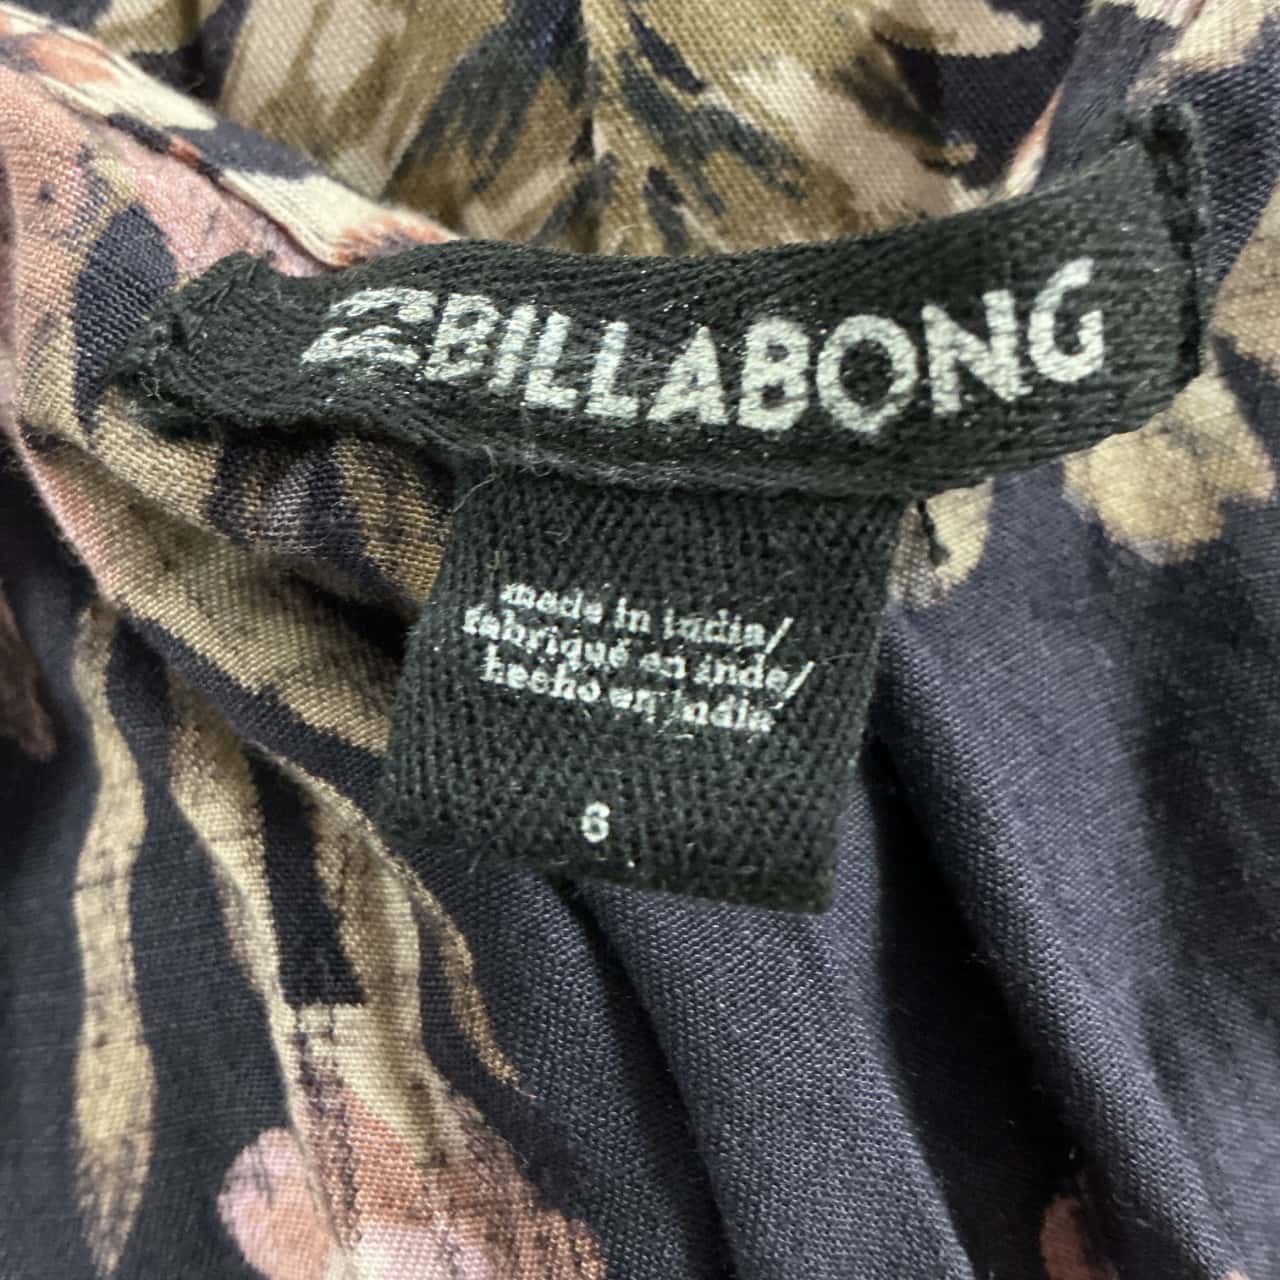 BILLABONG
made in india/
fabriqué en inde/
hecho en india
6